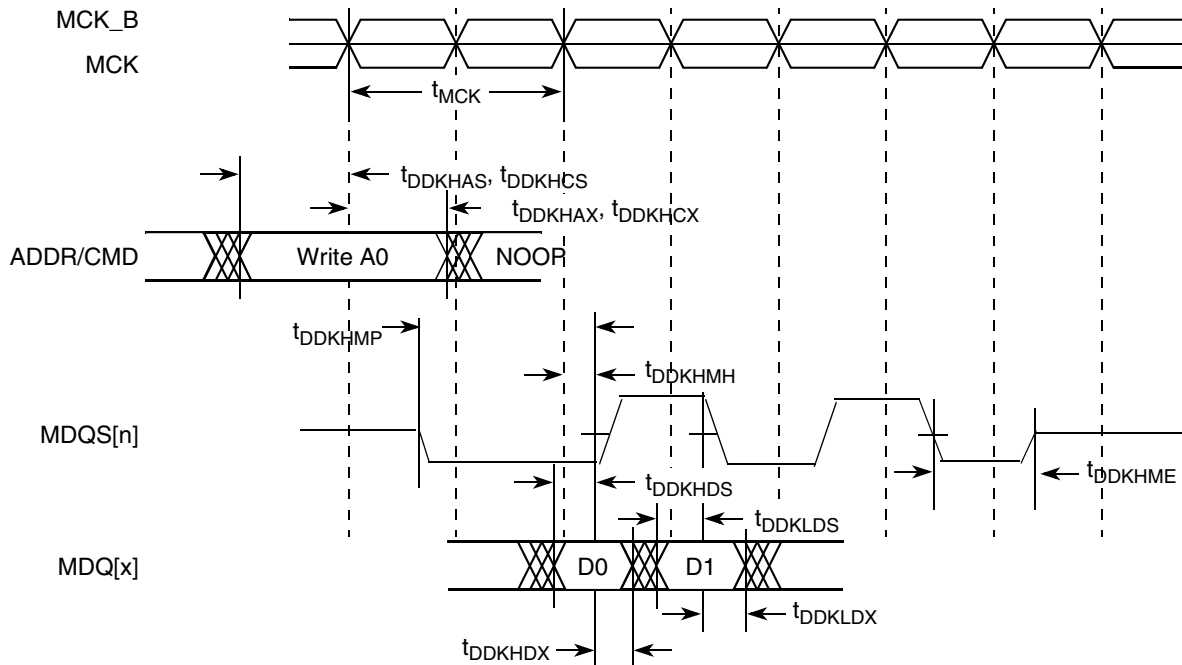 MCK_B
MCK
tMCK
tDDKHAS, tDDKHCS
tDDKHAX, tDDKHCX
ADDR/CMD
Write A0
NOOP
tDDKHMP
tDDKHMH
MDQS[n]
tDDKHME
tDDKHDS
tDDKLDS
MDQ[x]
D0
D1
tDDKLDX
tDDKHDX